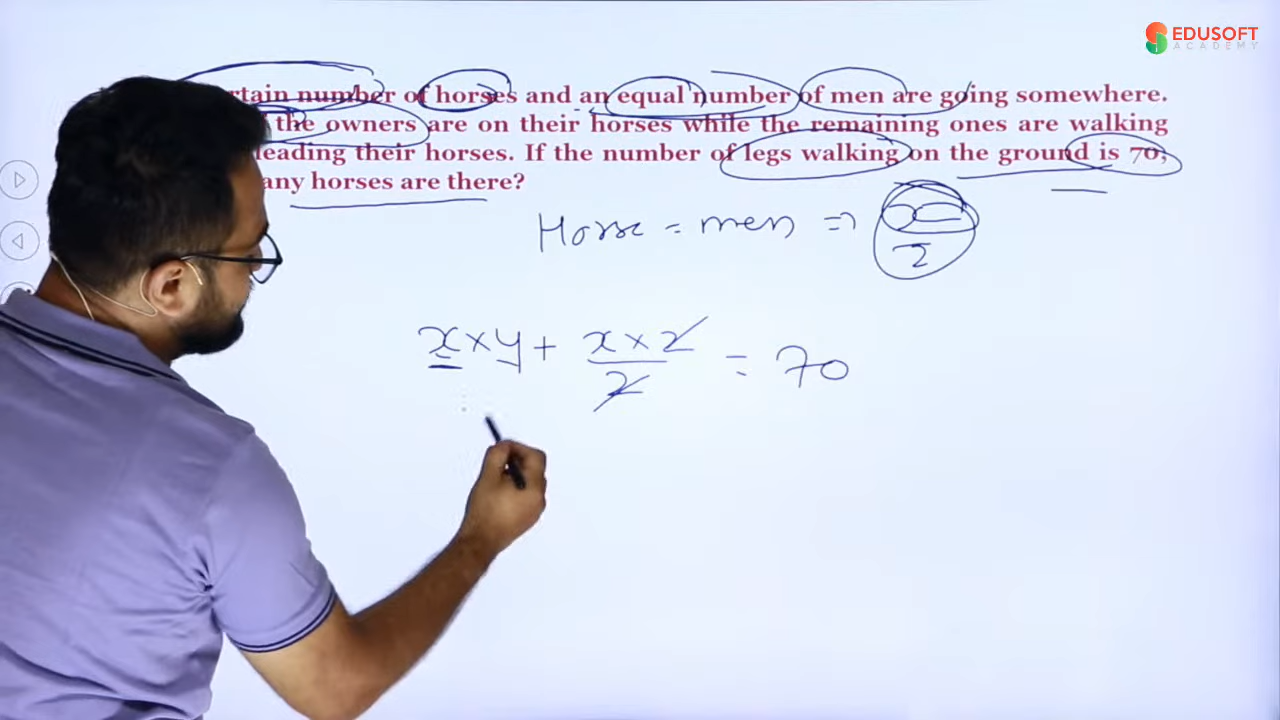 EDUSOFT
ACADEMY
rtain number of horses and an equal number of men are going somewhere.
the owners are on their horses while the remaining ones are walking
leading their horses. If the number of legs walking on the ground is 70,
any horses are there?
Horse = men ⇒ x/2
x × y + x × 2 / 2 = 70